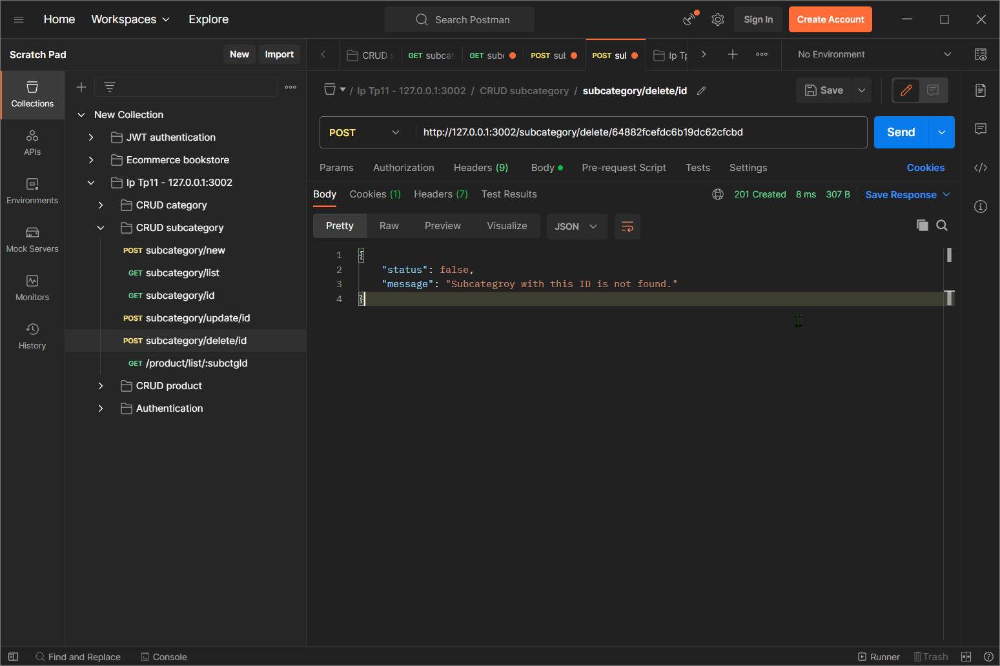 Home Workspaces Explore Search Postman Sign In Create Account
Scratch Pad New Import
CRUD s GET subcat GET subc POST sub POST sul Ip Tp ooo No Environment
Collections
APIs
Environments
Mock Servers
Monitors
History
ooo
New Collection
JWT authentication
Ecommerce bookstore
Ip Tp11 - 127.0.0.1:3002
CRUD category
CRUD subcategory
POST subcategory/new
GET subcategory/list
GET subcategory/id
POST subcategory/update/id
POST subcategory/delete/id
GET /product/list/:subctgId
CRUD product
Authentication
/ Ip Tp11 - 127.0.0.1:3002 / CRUD subcategory / subcategory/delete/id Save
POST http://127.0.0.1:3002/subcategory/delete/64882fcefdc6b19dc62cfcbd Send
Params Authorization Headers (9) Body Pre-request Script Tests Settings Cookies
Body Cookies (1) Headers (7) Test Results 201 Created 8 ms 307 B Save Response
Pretty Raw Preview Visualize JSON
1 {
2 "status": false,
3 "message": "Subcategroy with this ID is not found."
4 }
Find and Replace Console Runner Trash